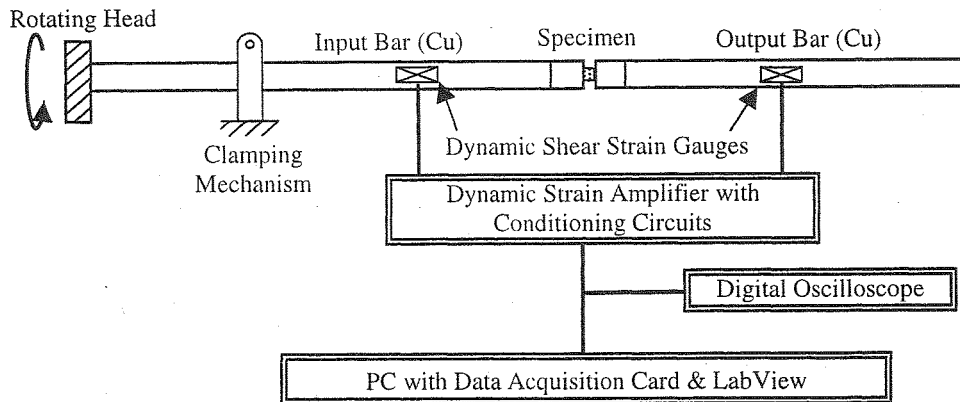 Rotating Head
Input Bar (Cu)
Specimen
Output Bar (Cu)
Clamping
Mechanism
Dynamic Shear Strain Gauges
Dynamic Strain Amplifier with
Conditioning Circuits
Digital Oscilloscope
PC with Data Acquisition Card & LabView